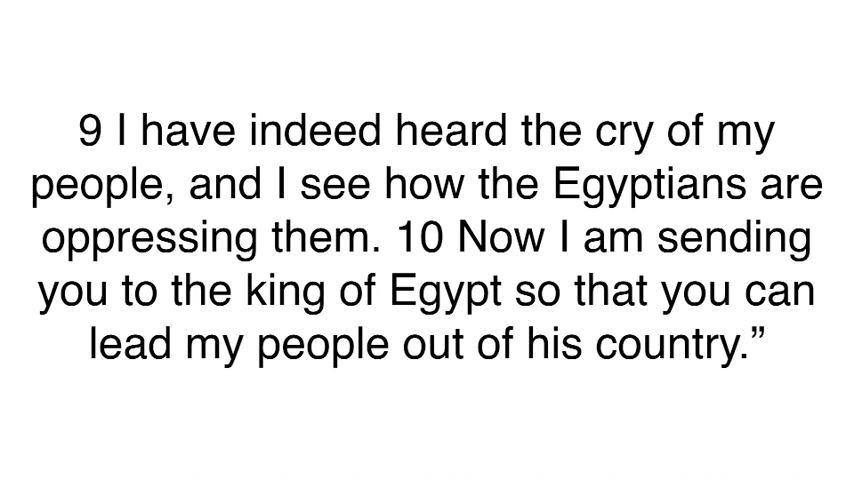 9 I have indeed heard the cry of my
people, and I see how the Egyptians are
oppressing them. 10 Now I am sending
you to the king of Egypt so that you can
lead my people out of his country.”